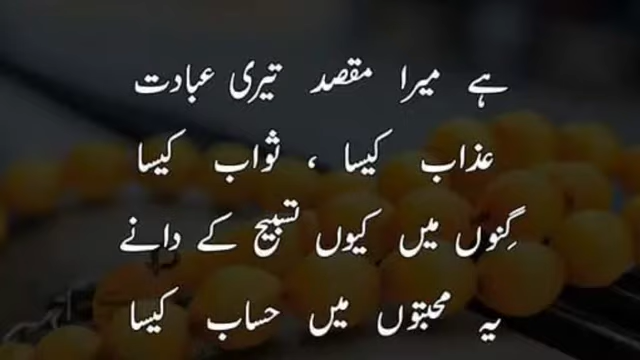 ہے میرا مقصد تیری عبادت
عذاب کیسا ، ثواب کیسا
گِنوں میں کیوں تسبیح کے دانے
یہ محبتوں میں حساب کیسا